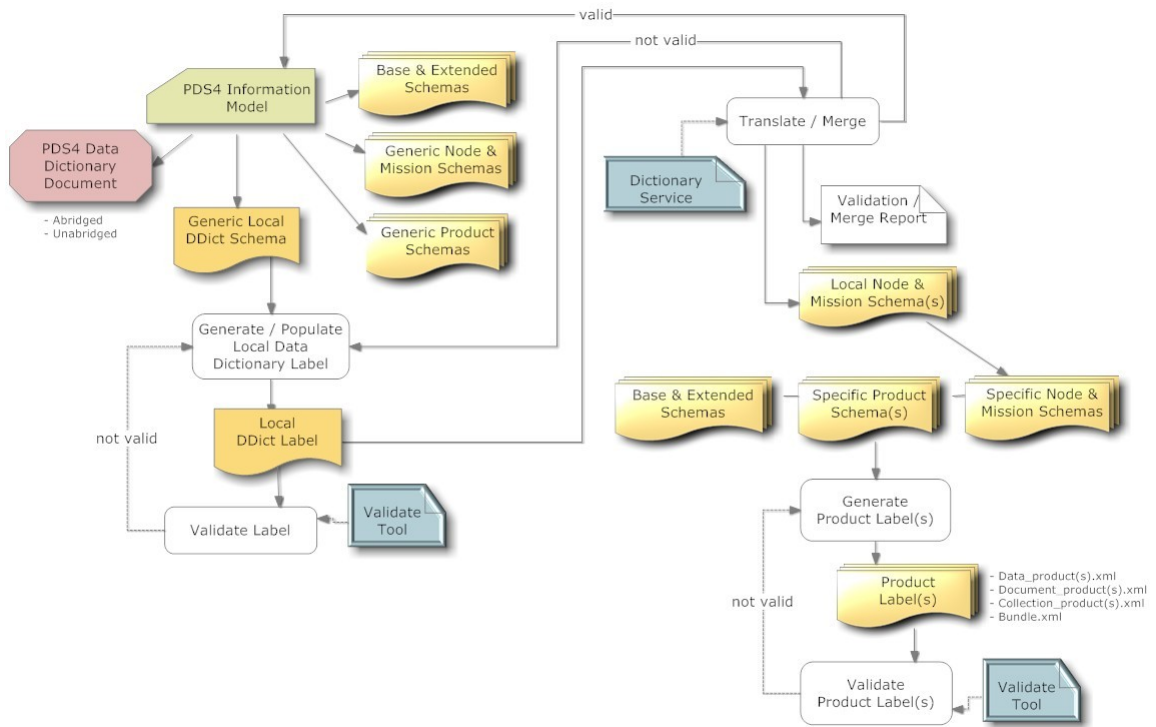 valid
not valid
PDS4 Information
Model
Base & Extended
Schemas
Translate / Merge
PDS4 Data
Dictionary
Document
Generic Node &
Mission Schemas
Dictionary
Service
- Abridged
- Unabridged
Generic Local
DDict Schema
Generic Product
Schemas
Validation /
Merge Report
Local Node &
Mission Schema(s)
Generate / Populate
Local Data
Dictionary Label
Base & Extended
Schemas
Specific Product
Schema(s)
Specific Node &
Mission Schemas
not valid
Local
DDict Label
Validate Label
Validate
Tool
Generate
Product Label(s)
not valid
Product
Label(s)
- Data_product(s).xml
- Document_product(s).xml
- Collection_product(s).xml
- Bundle.xml
Validate
Product Label(s)
Validate
Tool